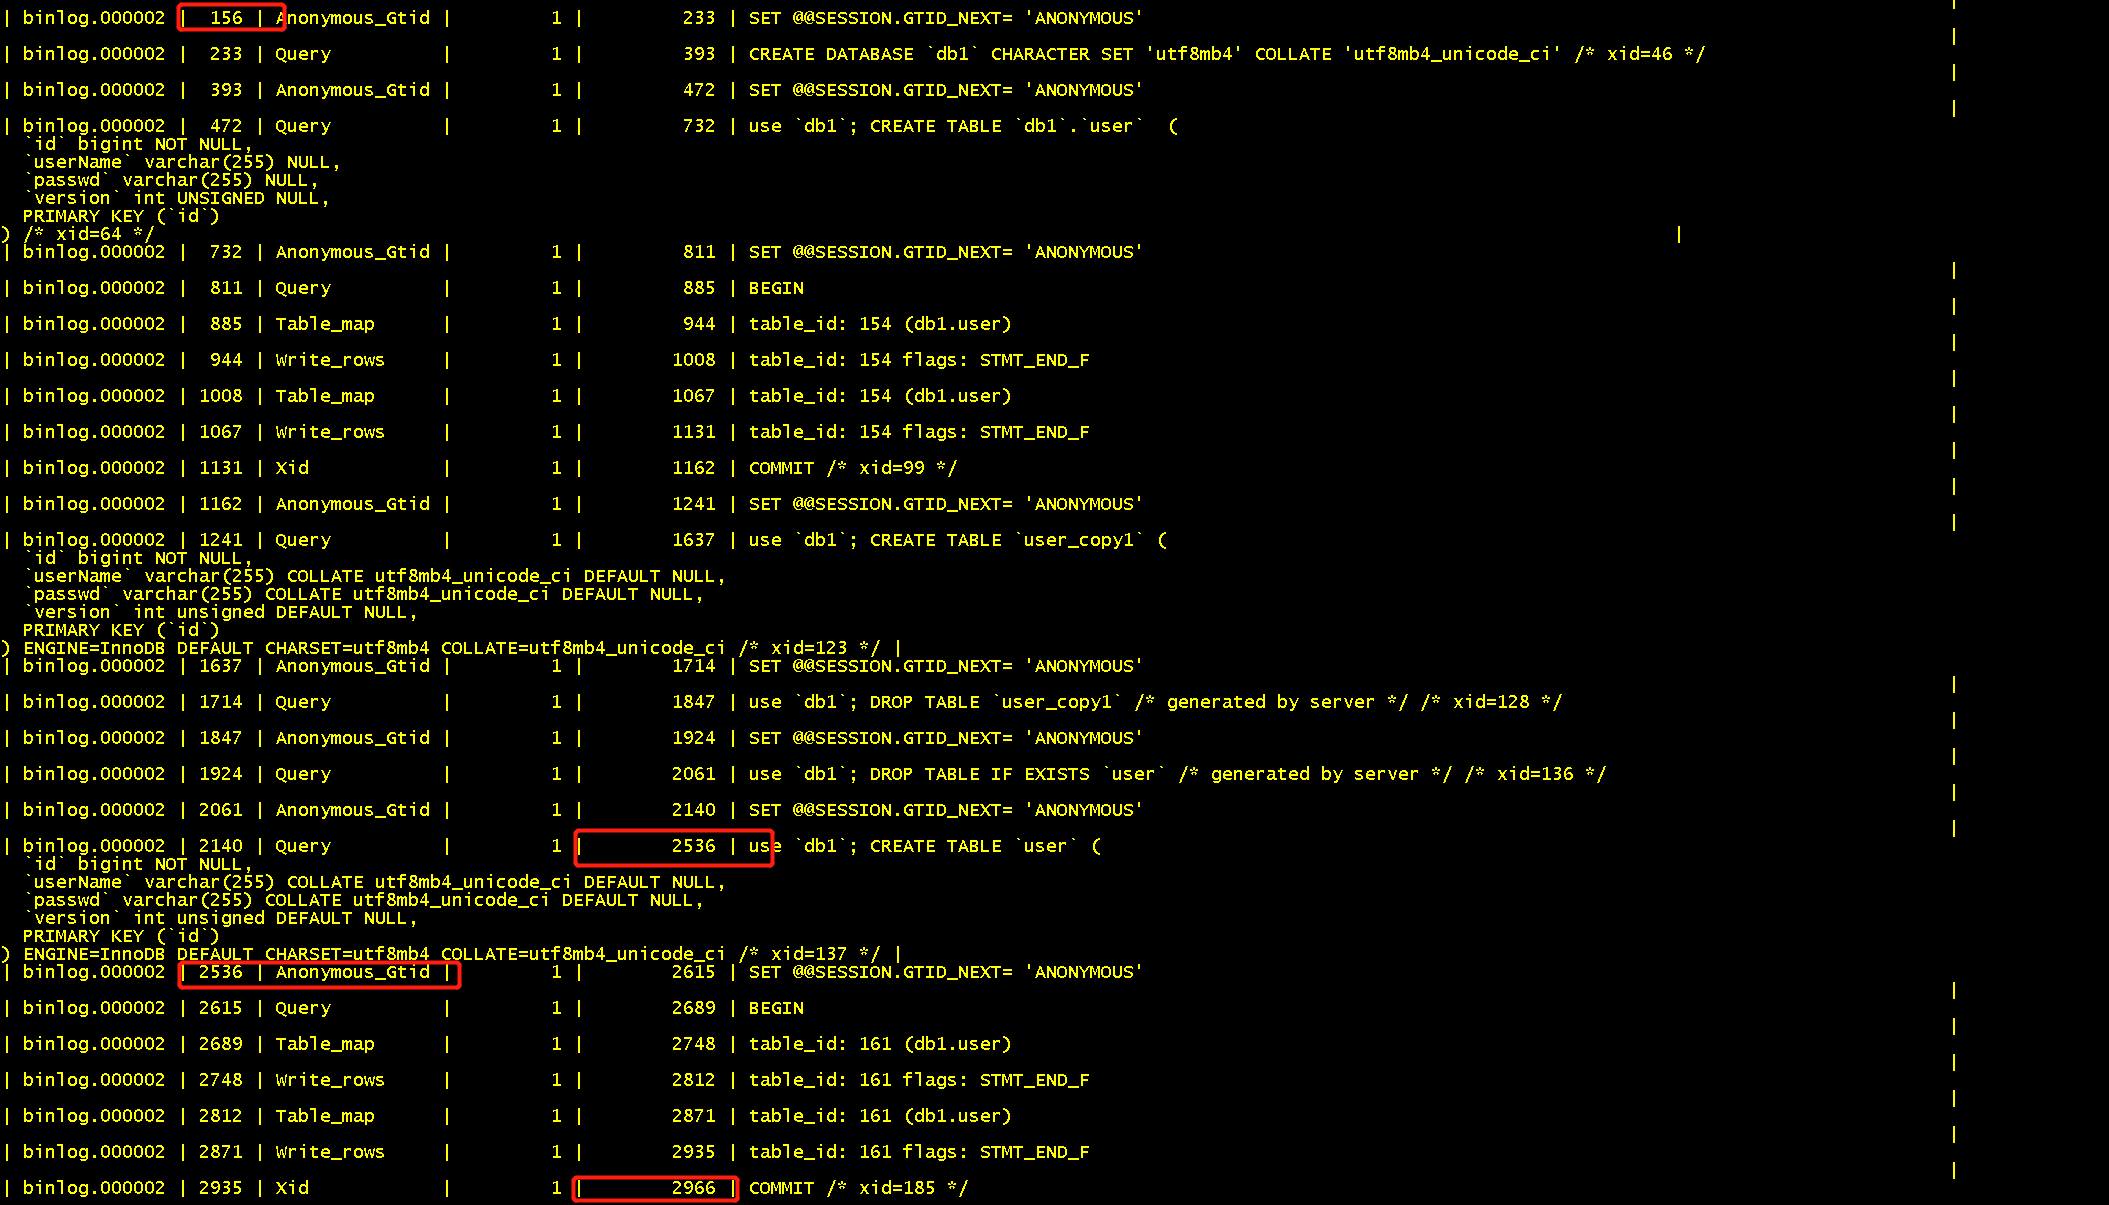 | binlog.000002 |  156 | Anonymous_Gtid |         1 |         233 | SET @@SESSION.GTID_NEXT= 'ANONYMOUS' |
| binlog.000002 |  233 | Query          |         1 |         393 | CREATE DATABASE `db1` CHARACTER SET 'utf8mb4' COLLATE 'utf8mb4_unicode_ci' /* xid=46 */ |
| binlog.000002 |  393 | Anonymous_Gtid |         1 |         472 | SET @@SESSION.GTID_NEXT= 'ANONYMOUS' |
| binlog.000002 |  472 | Query          |         1 |         732 | use `db1`; CREATE TABLE `db1`.`user`  (
  `id` bigint NOT NULL,
  `userName` varchar(255) NULL,
  `passwd` varchar(255) NULL,
  `version` int UNSIGNED NULL,
  PRIMARY KEY (`id`)
) /* xid=64 */ |
| binlog.000002 |  732 | Anonymous_Gtid |         1 |         811 | SET @@SESSION.GTID_NEXT= 'ANONYMOUS' |
| binlog.000002 |  811 | Query          |         1 |         885 | BEGIN |
| binlog.000002 |  885 | Table_map      |         1 |         944 | table_id: 154 (db1.user) |
| binlog.000002 |  944 | Write_rows     |         1 |        1008 | table_id: 154 flags: STMT_END_F |
| binlog.000002 | 1008 | Table_map      |         1 |        1067 | table_id: 154 (db1.user) |
| binlog.000002 | 1067 | Write_rows     |         1 |        1131 | table_id: 154 flags: STMT_END_F |
| binlog.000002 | 1131 | Xid            |         1 |        1162 | COMMIT /* xid=99 */ |
| binlog.000002 | 1162 | Anonymous_Gtid |         1 |        1241 | SET @@SESSION.GTID_NEXT= 'ANONYMOUS' |
| binlog.000002 | 1241 | Query          |         1 |        1637 | use `db1`; CREATE TABLE `user_copy1` (
  `id` bigint NOT NULL,
  `userName` varchar(255) COLLATE utf8mb4_unicode_ci DEFAULT NULL,
  `passwd` varchar(255) COLLATE utf8mb4_unicode_ci DEFAULT NULL,
  `version` int unsigned DEFAULT NULL,
  PRIMARY KEY (`id`)
) ENGINE=InnoDB DEFAULT CHARSET=utf8mb4 COLLATE=utf8mb4_unicode_ci /* xid=123 */ |
| binlog.000002 | 1637 | Anonymous_Gtid |         1 |        1714 | SET @@SESSION.GTID_NEXT= 'ANONYMOUS' |
| binlog.000002 | 1714 | Query          |         1 |        1847 | use `db1`; DROP TABLE `user_copy1` /* generated by server */ /* xid=128 */ |
| binlog.000002 | 1847 | Anonymous_Gtid |         1 |        1924 | SET @@SESSION.GTID_NEXT= 'ANONYMOUS' |
| binlog.000002 | 1924 | Query          |         1 |        2061 | use `db1`; DROP TABLE IF EXISTS `user` /* generated by server */ /* xid=136 */ |
| binlog.000002 | 2061 | Anonymous_Gtid |         1 |        2140 | SET @@SESSION.GTID_NEXT= 'ANONYMOUS' |
| binlog.000002 | 2140 | Query          |         1 |        2536 | use `db1`; CREATE TABLE `user` (
  `id` bigint NOT NULL,
  `userName` varchar(255) COLLATE utf8mb4_unicode_ci DEFAULT NULL,
  `passwd` varchar(255) COLLATE utf8mb4_unicode_ci DEFAULT NULL,
  `version` int unsigned DEFAULT NULL,
  PRIMARY KEY (`id`)
) ENGINE=InnoDB DEFAULT CHARSET=utf8mb4 COLLATE=utf8mb4_unicode_ci /* xid=137 */ |
| binlog.000002 | 2536 | Anonymous_Gtid |         1 |        2615 | SET @@SESSION.GTID_NEXT= 'ANONYMOUS' |
| binlog.000002 | 2615 | Query          |         1 |        2689 | BEGIN |
| binlog.000002 | 2689 | Table_map      |         1 |        2748 | table_id: 161 (db1.user) |
| binlog.000002 | 2748 | Write_rows     |         1 |        2812 | table_id: 161 flags: STMT_END_F |
| binlog.000002 | 2812 | Table_map      |         1 |        2871 | table_id: 161 (db1.user) |
| binlog.000002 | 2871 | Write_rows     |         1 |        2935 | table_id: 161 flags: STMT_END_F |
| binlog.000002 | 2935 | Xid            |         1 |        2966 | COMMIT /* xid=185 */